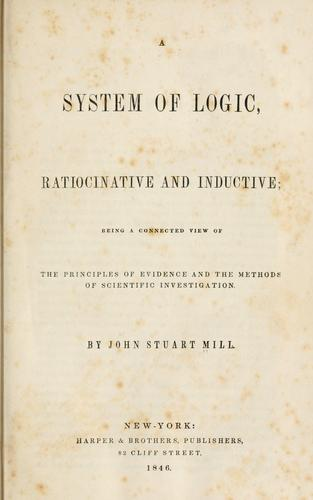 A
SYSTEM OF LOGIC,
RATIOCINATIVE AND INDUCTIVE;
BEING A CONNECTED VIEW OF
THE PRINCIPLES OF EVIDENCE AND THE METHODS
OF SCIENTIFIC INVESTIGATION.
BY JOHN STUART MILL.
NEW-YORK:
HARPER & BROTHERS, PUBLISHERS,
82 CLIFF STREET,
1846.